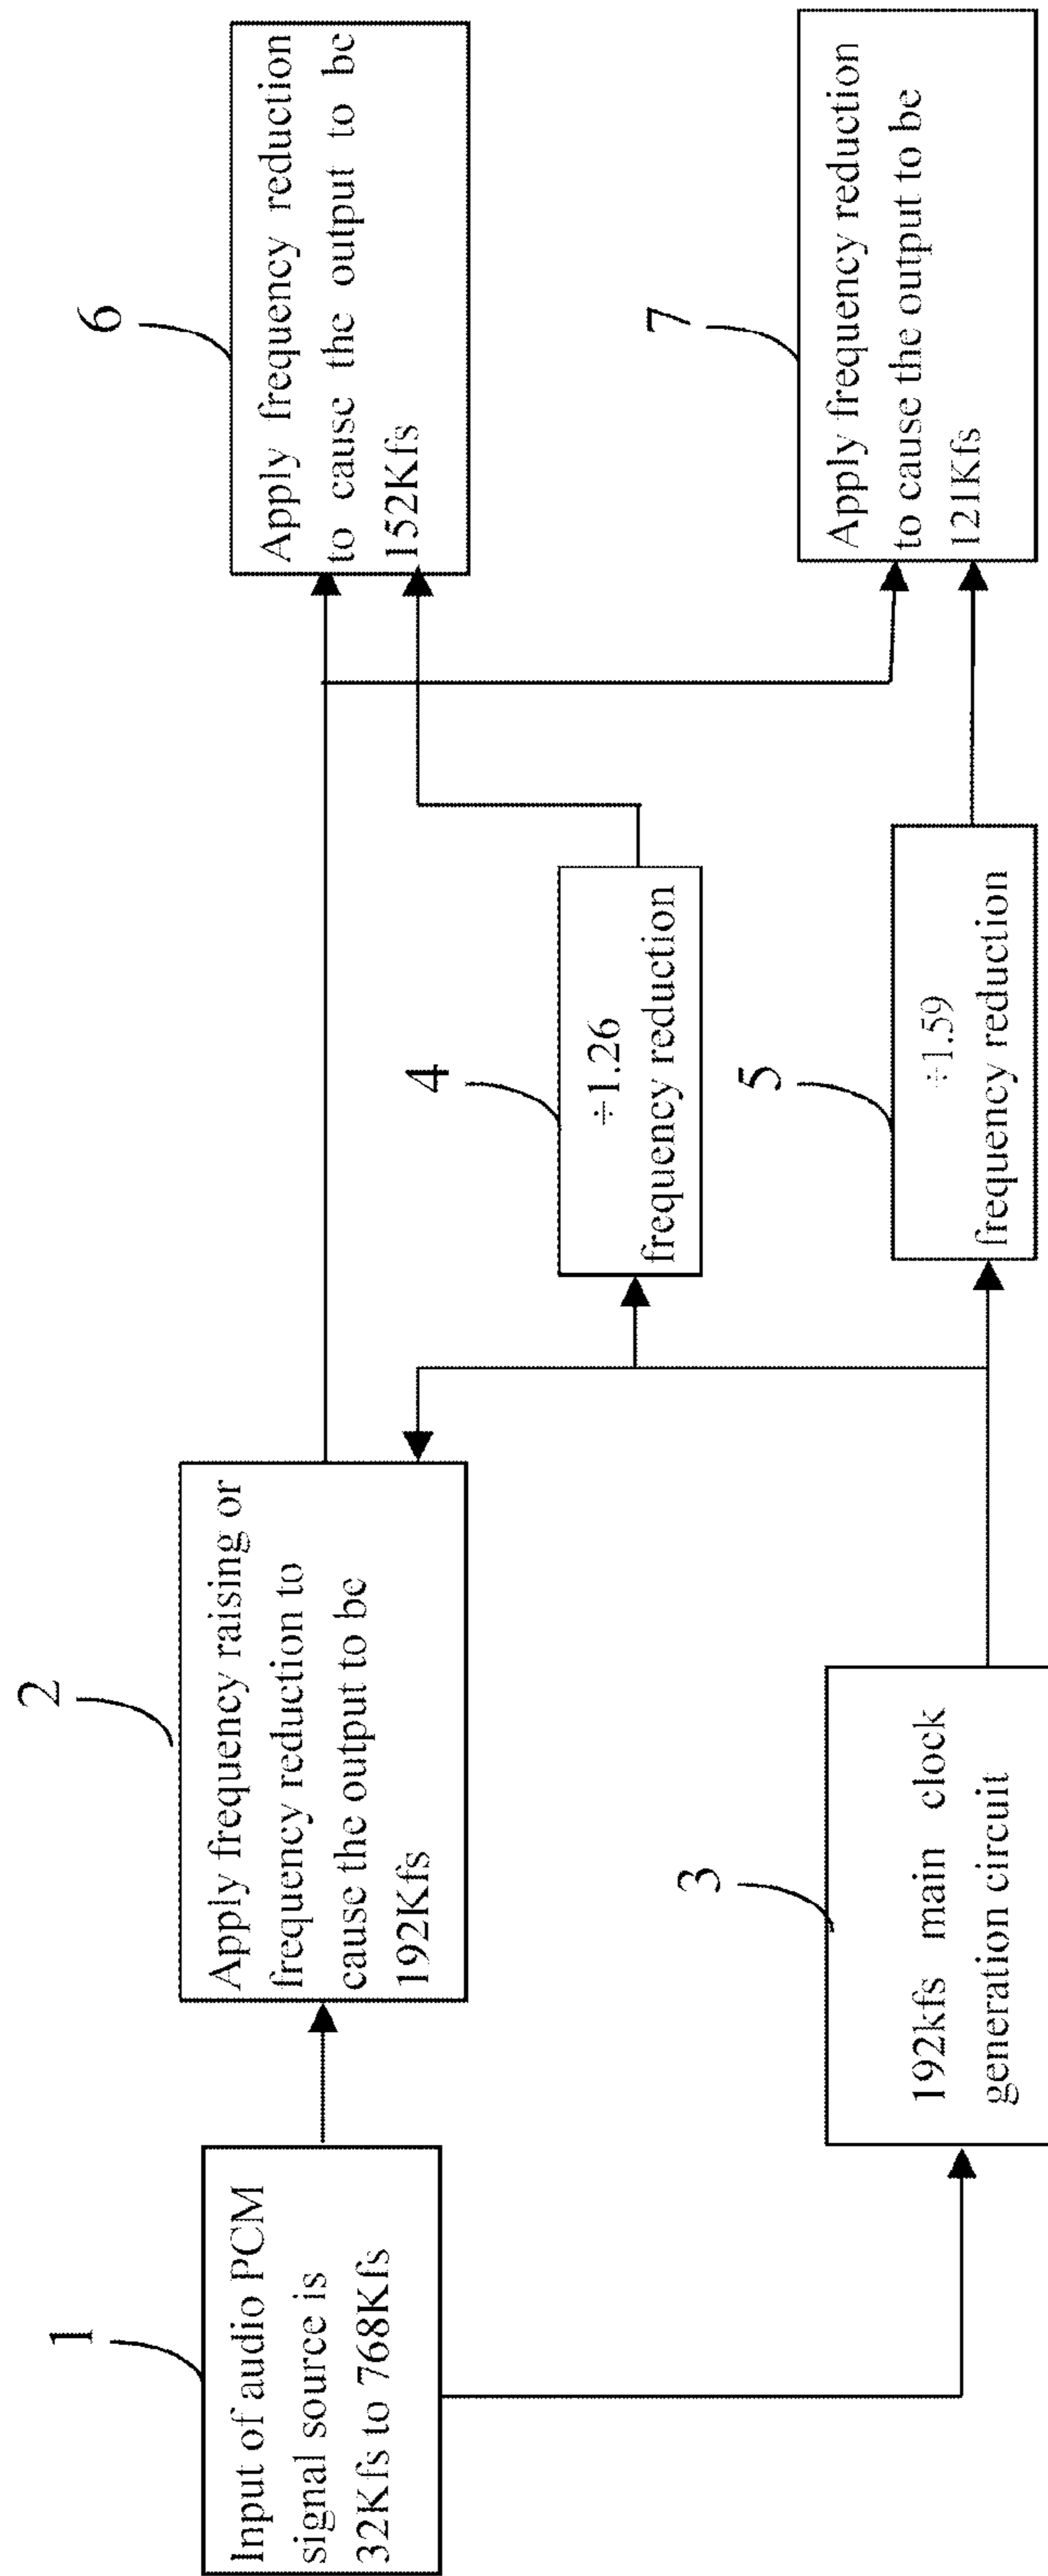 1
Input of audio PCM
signal source is
32Kfs to 768Kfs
2
Apply frequency raising or
frequency reduction to
cause the output to be
192Kfs
3
192kfs main clock
generation circuit
4
÷1.26
frequency reduction
5
÷1.59
frequency reduction
6
Apply frequency reduction
to cause the output to be
152Kfs
7
Apply frequency reduction
to cause the output to be
121Kfs